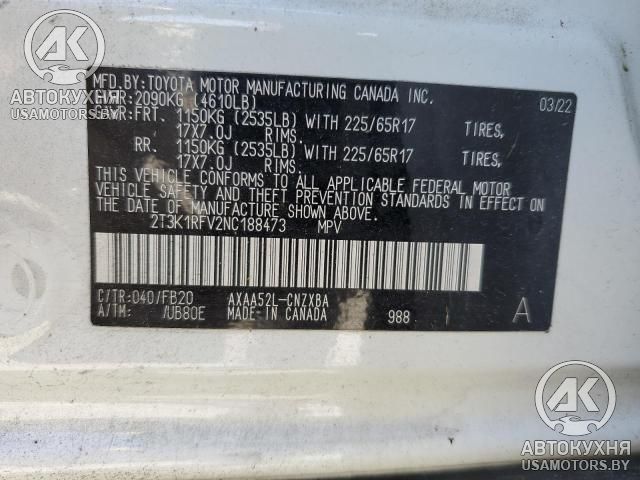 MFD.BY:TOYOTA MOTOR MANUFACTURING CANADA INC.
GVWR: 2090KG (4610LB) 03/22
GAWR: FRT. 1150KG (2535LB) WITH 225/65R17 TIRES,
17X7.0J RIMS,
RR. 1150KG (2535LB) WITH 225/65R17 TIRES,
17X7.0J RIMS,
THIS VEHICLE CONFORMS TO ALL APPLICABLE FEDERAL MOTOR
VEHICLE SAFETY AND THEFT PREVENTION STANDARDS IN EFFECT ON
THE DATE OF MANUFACTURE SHOWN ABOVE.
2T3K1RFV2NC188473 MPV
C/TR:040/FB20 AXAA52L-CNZXBA
A/TM: /UB80E MADE IN CANADA 988 A
АК
АВТОКУХНЯ
USAMOTORS.BY
АК
АВТОКУХНЯ
USAMOTORS.BY